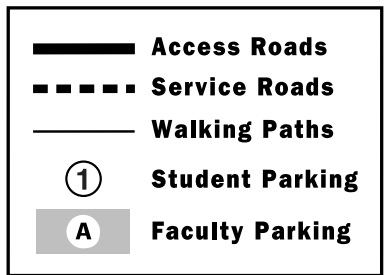 Access Roads
Service Roads
Walking Paths
1 Student Parking
A Faculty Parking